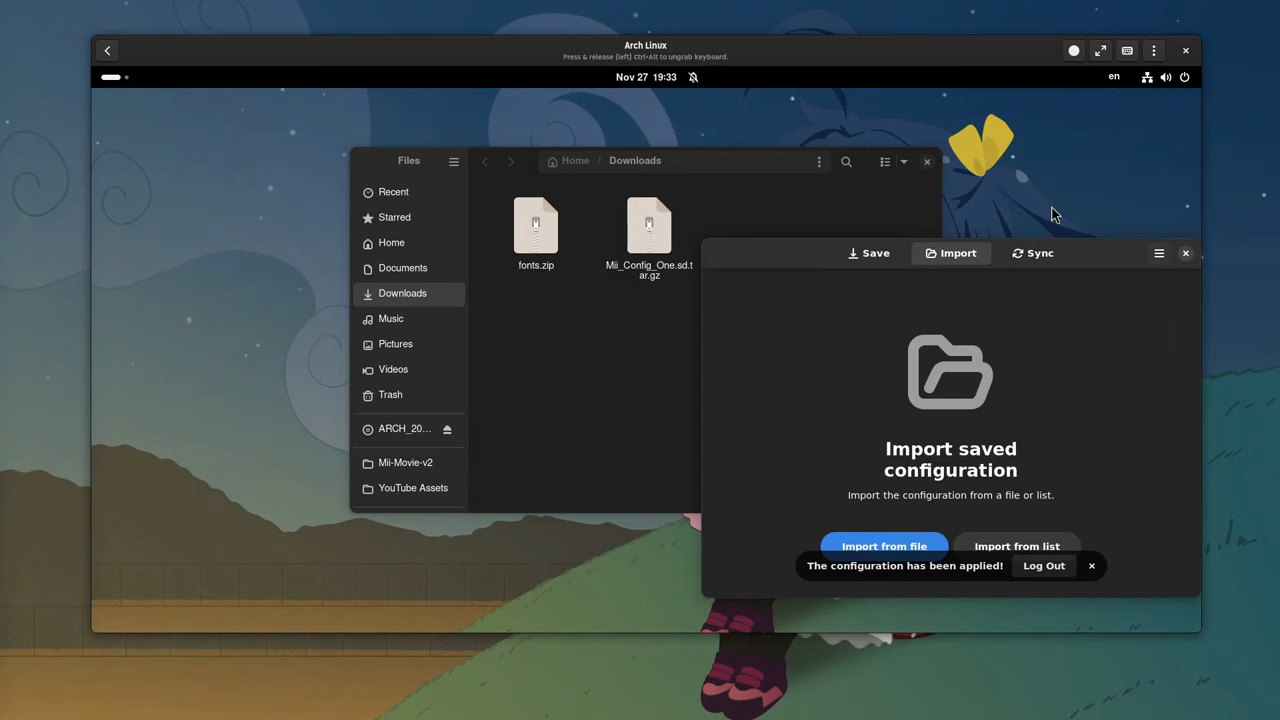 Arch Linux
Press & release (left) Ctrl+Alt to ungrab keyboard.
Nov 27 19:33
en
Files
Home / Downloads
Recent
Starred
Home
Documents
Downloads
Music
Pictures
Videos
Trash
ARCH_20...
Mii-Movie-v2
YouTube Assets
fonts.zip
Mii_Config_One.sd.t
ar.gz
Save
Import
Sync
Import saved
configuration
Import the configuration from a file or list.
Import from file
Import from list
The configuration has been applied!
Log Out